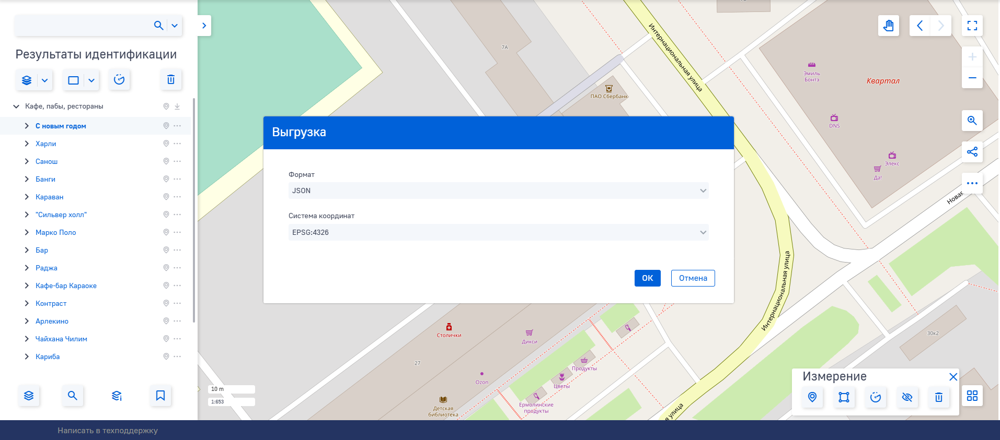 Результаты идентификации
Кафе, пабы, рестораны
С новым годом
Харли
Санош
Банги
Караван
"Сильвер холл"
Марко Поло
Бар
Раджа
Кафе-бар Караоке
Контраст
Арлекино
Чайхана Чилим
Кариба
Выгрузка
Формат
JSON
Система координат
EPSG:4326
OK
Отмена
7А
ПАО Сбербанк
Интернациональная улица
Эмиль
Бонтэ
Квартал
DNS
Элекс
Да!
Новая
Интернациональная улица
30к2
Столички
Дикси
27
Продукты
Ozon
Цветы
Ермолинские
продукты
Детская
библиотека
я улица
10 m
1:653
Измерение
Написать в техподдержку